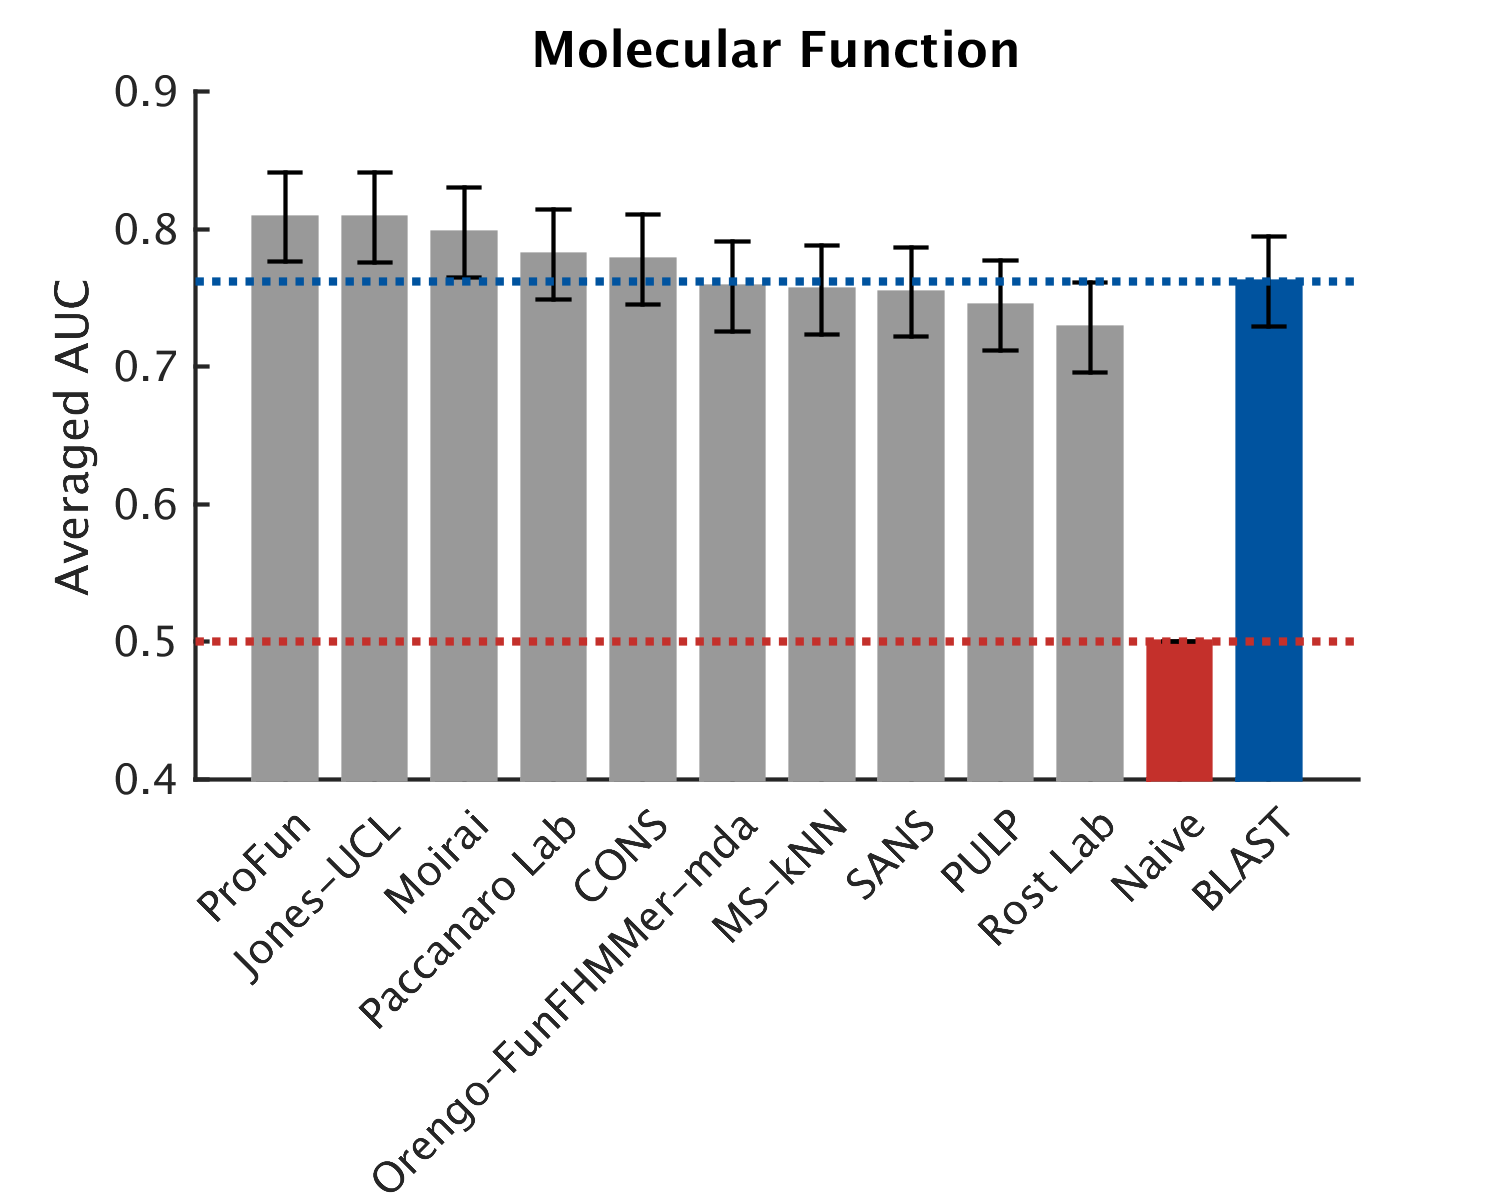 Molecular Function
Averaged AUC
0.9
0.8
0.7
0.6
0.5
0.4
ProFun
Jones-UCL
Moirai
Paccanaro Lab
CONS
Orengo-FunFHMMer-mda
MS-kNN
SANS
PULP
Rost Lab
Naive
BLAST